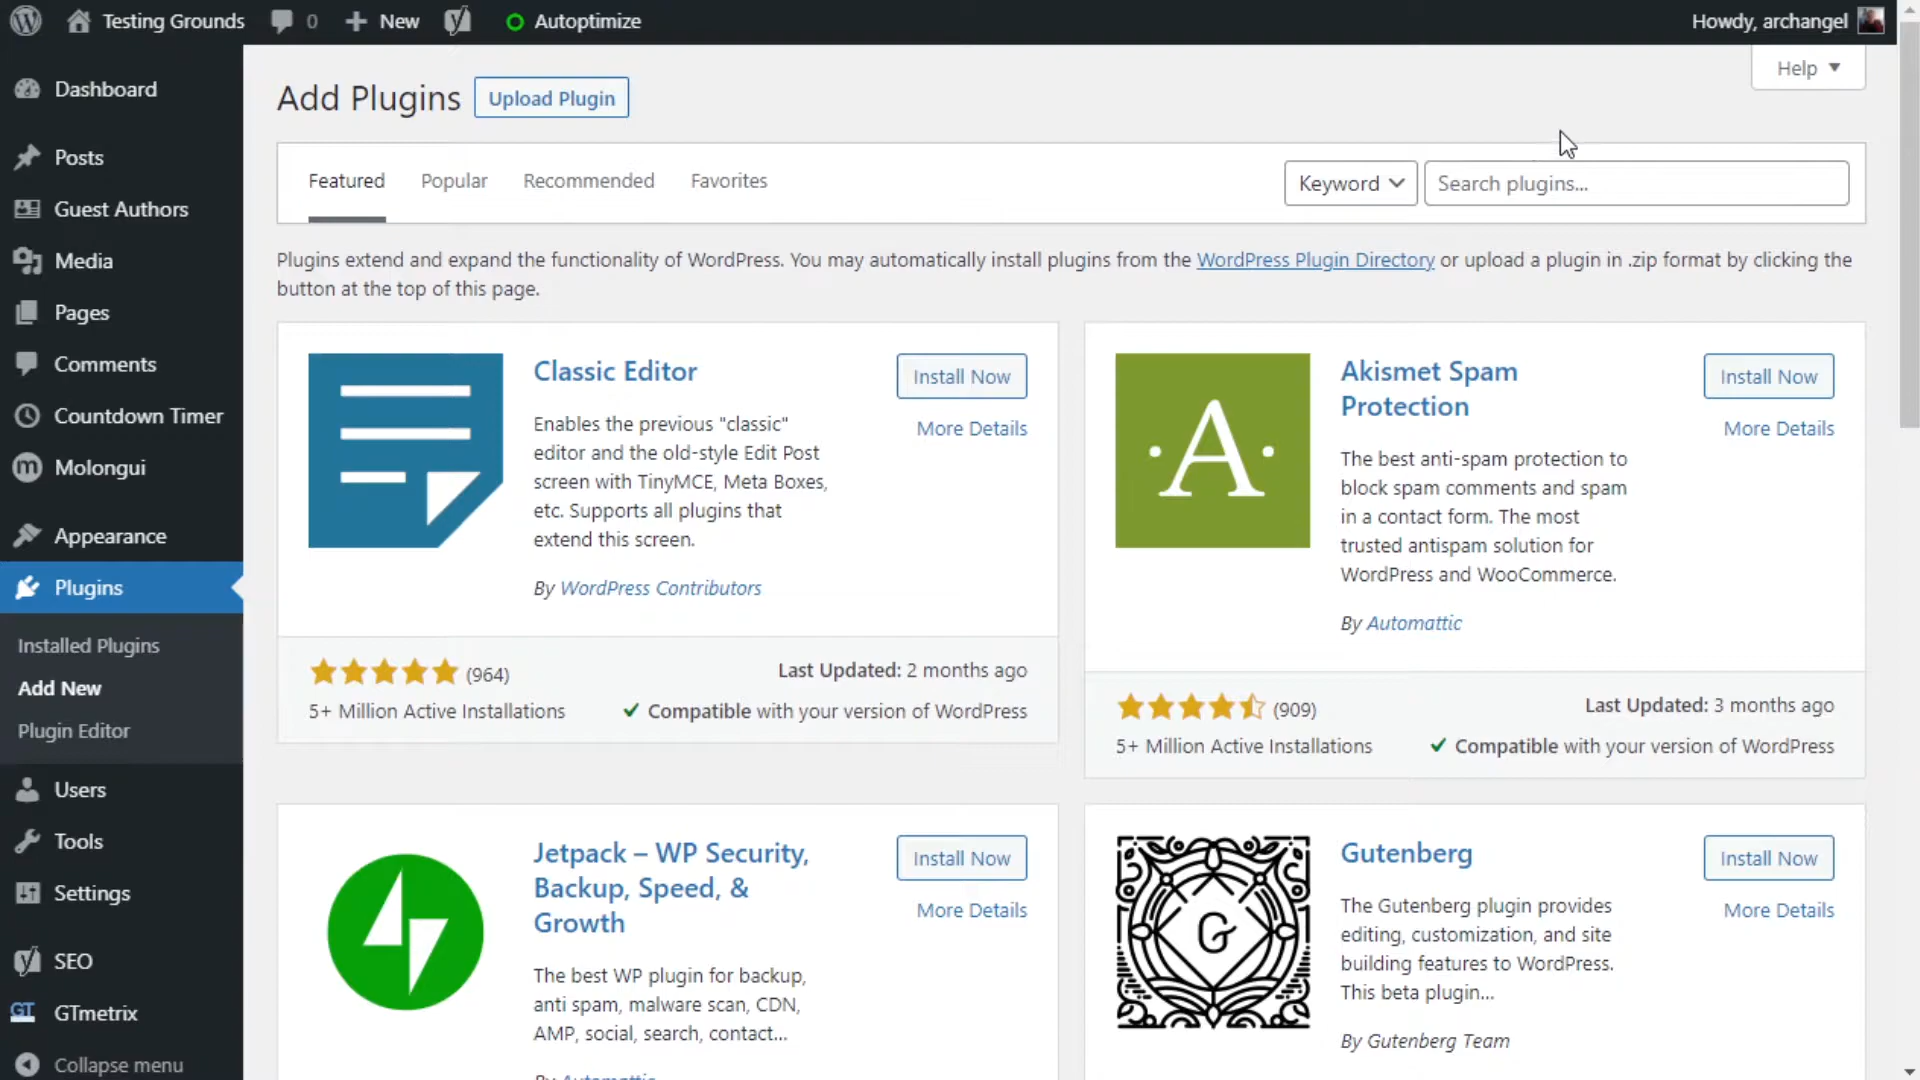 Testing Grounds 0 New Autoptimize Howdy, archangel
Dashboard
Posts
Guest Authors
Media
Pages
Comments
Countdown Timer
m Molongui
Appearance
Plugins
Installed Plugins
Add New
Plugin Editor
Users
Tools
Settings
SEO
GT GTmetrix
Collapse menu
Help
Add Plugins Upload Plugin
Featured Popular Recommended Favorites Keyword Search plugins...
Plugins extend and expand the functionality of WordPress. You may automatically install plugins from the WordPress Plugin Directory or upload a plugin in .zip format by clicking the
button at the top of this page.
Classic Editor
Install Now
More Details
Enables the previous "classic"
editor and the old-style Edit Post
screen with TinyMCE, Meta Boxes,
etc. Supports all plugins that
extend this screen.
By WordPress Contributors
(964)
Last Updated: 2 months ago
5+ Million Active Installations
Compatible with your version of WordPress
A
Akismet Spam
Protection
Install Now
More Details
The best anti-spam protection to
block spam comments and spam
in a contact form. The most
trusted antispam solution for
WordPress and WooCommerce.
By Automattic
(909)
Last Updated: 3 months ago
5+ Million Active Installations
Compatible with your version of WordPress
Jetpack – WP Security,
Backup, Speed, &
Growth
Install Now
More Details
The best WP plugin for backup,
anti spam, malware scan, CDN,
AMP, social, search, contact...
By Automattic
G
Gutenberg
Install Now
More Details
The Gutenberg plugin provides
editing, customization, and site
building features to WordPress.
This beta plugin...
By Gutenberg Team